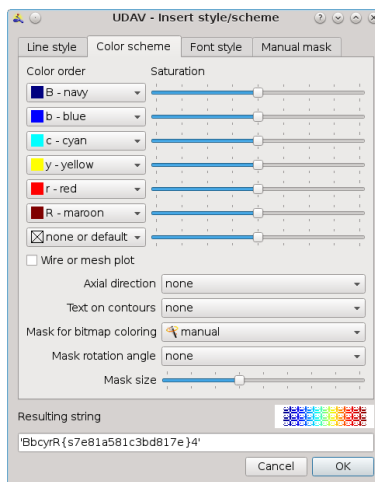 UDAV - Insert style/scheme
Line style Color scheme Font style Manual mask
Color order Saturation
B - navy
b - blue
c - cyan
y - yellow
r - red
R - maroon
none or default
Wire or mesh plot
Axial direction none
Text on contours none
Mask for bitmap coloring manual
Mask rotation angle none
Mask size
Resulting string
'BbcyrR{s7e81a581c3bd817e}4'
Cancel OK